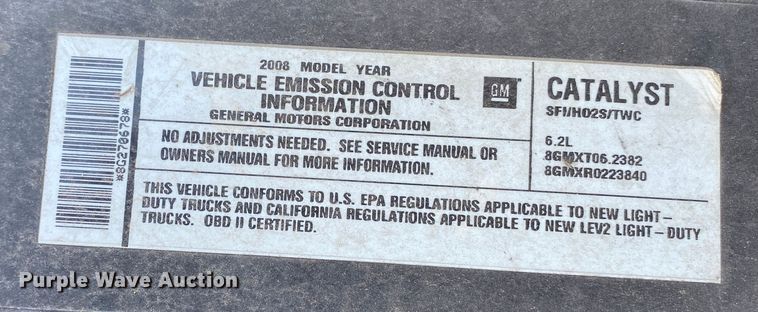 *8G270678*
2008 MODEL YEAR
VEHICLE EMISSION CONTROL
INFORMATION
GENERAL MOTORS CORPORATION
GM
NO ADJUSTMENTS NEEDED. SEE SERVICE MANUAL OR
OWNERS MANUAL FOR MORE INFORMATION.
CATALYST
SFI/HO2S/TWC
6.2L
8GMXT06.2382
8GMXR0223840
THIS VEHICLE CONFORMS TO U.S. EPA REGULATIONS APPLICABLE TO NEW LIGHT-
DUTY TRUCKS AND CALIFORNIA REGULATIONS APPLICABLE TO NEW LEV2 LIGHT-DUTY
TRUCKS. OBD II CERTIFIED.
Purple Wave Auction